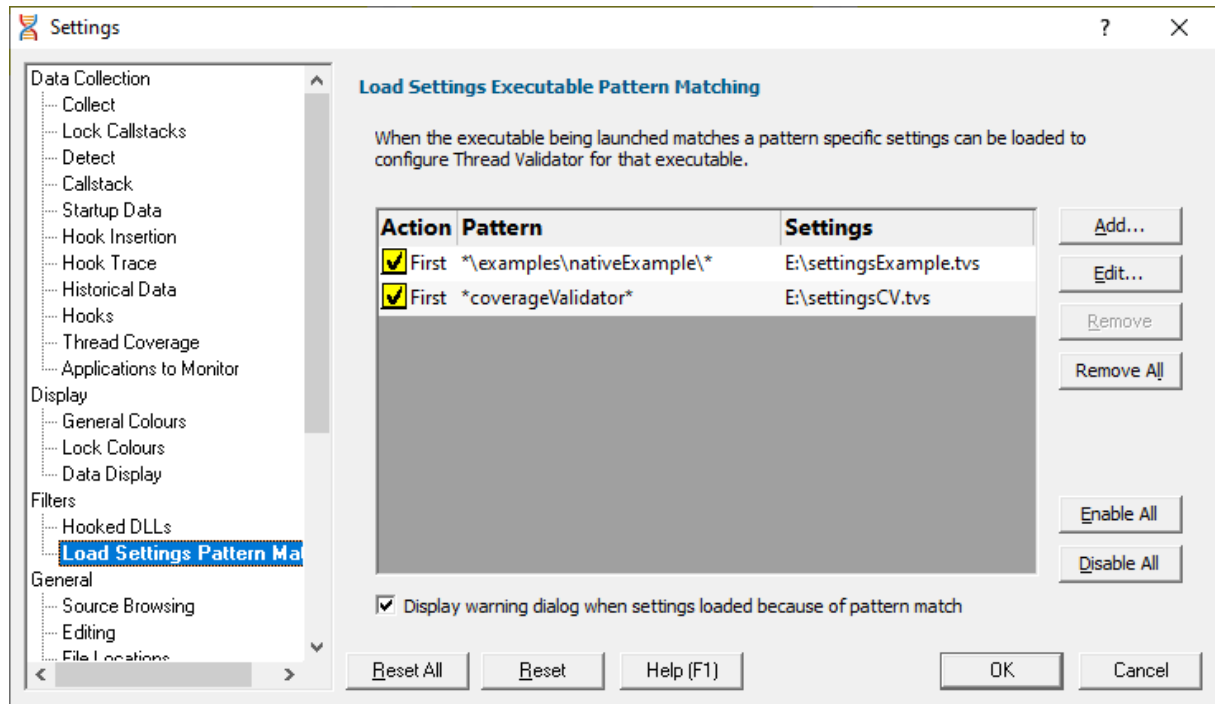 Settings
?
Data Collection
Collect
Lock Callstacks
Detect
Callstack
Startup Data
Hook Insertion
Hook Trace
Historical Data
Hooks
Thread Coverage
Applications to Monitor
Display
General Colours
Lock Colours
Data Display
Filters
Hooked DLLs
Load Settings Pattern Mat
General
Source Browsing
Editing
File Locations
Load Settings Executable Pattern Matching
When the executable being launched matches a pattern specific settings can be loaded to
configure Thread Validator for that executable.
Action Pattern Settings
First *\examples\nativeExample\* E:\settingsExample.tvs
First *coverageValidator* E:\settingsCV.tvs
Add...
Edit...
Remove
Remove All
Enable All
Disable All
Display warning dialog when settings loaded because of pattern match
Reset All Reset Help (F1) OK Cancel